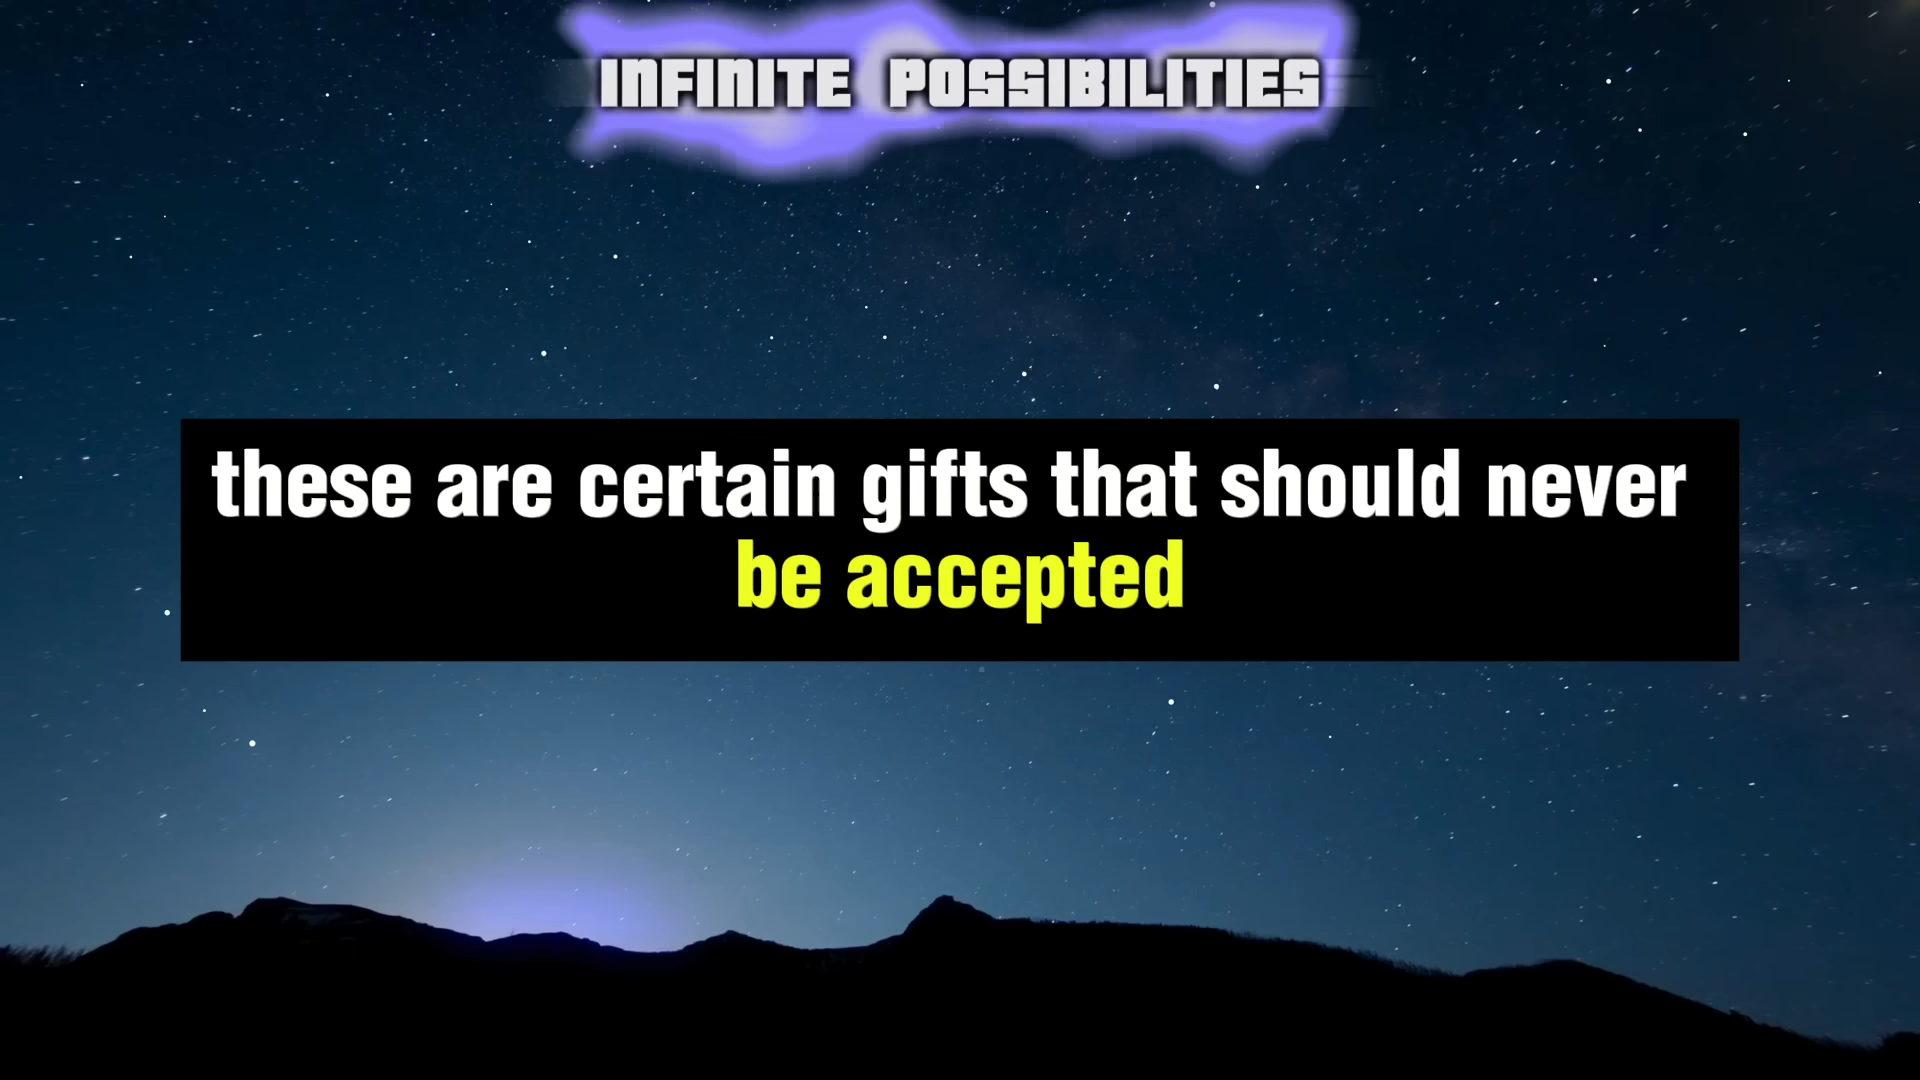 INFINITE POSSIBILITIES
these are certain gifts that should never
be accepted